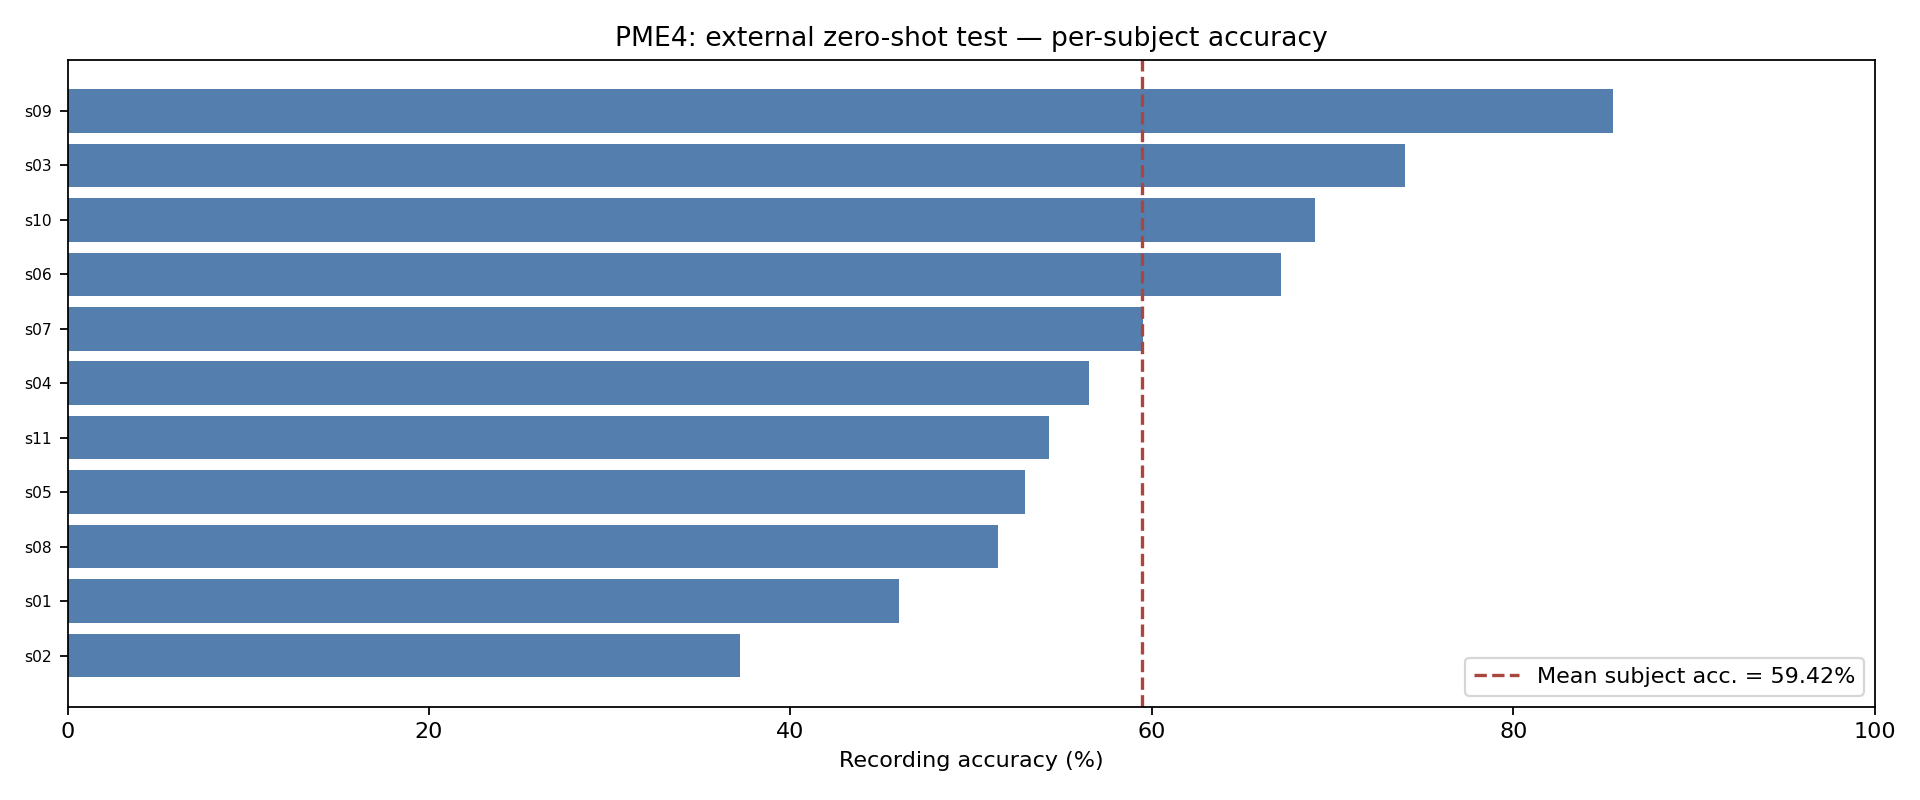 PME4: external zero-shot test — per-subject accuracy
s09
s03
s10
s06
s07
s04
s11
s05
s08
s01
s02
Mean subject acc. = 59.42%
0 20 40 60 80 100
Recording accuracy (%)